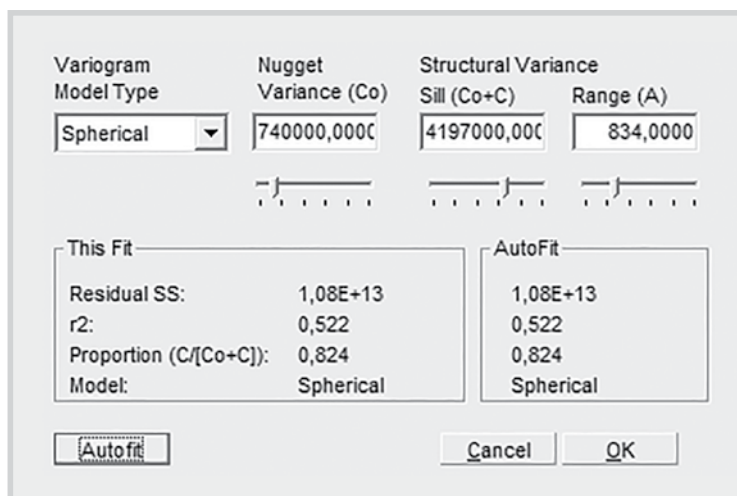 Variogram Model Type
Nugget Variance (Co)
Structural Variance
Sill (Co+C)
Range (A)
Spherical
740000,0000
4197000,000
834,0000
This Fit
Residual SS: 1,08E+13
r2: 0,522
Proportion (C/[Co+C]): 0,824
Model: Spherical
AutoFit
1,08E+13
0,522
0,824
Spherical
Autofit
Cancel
OK